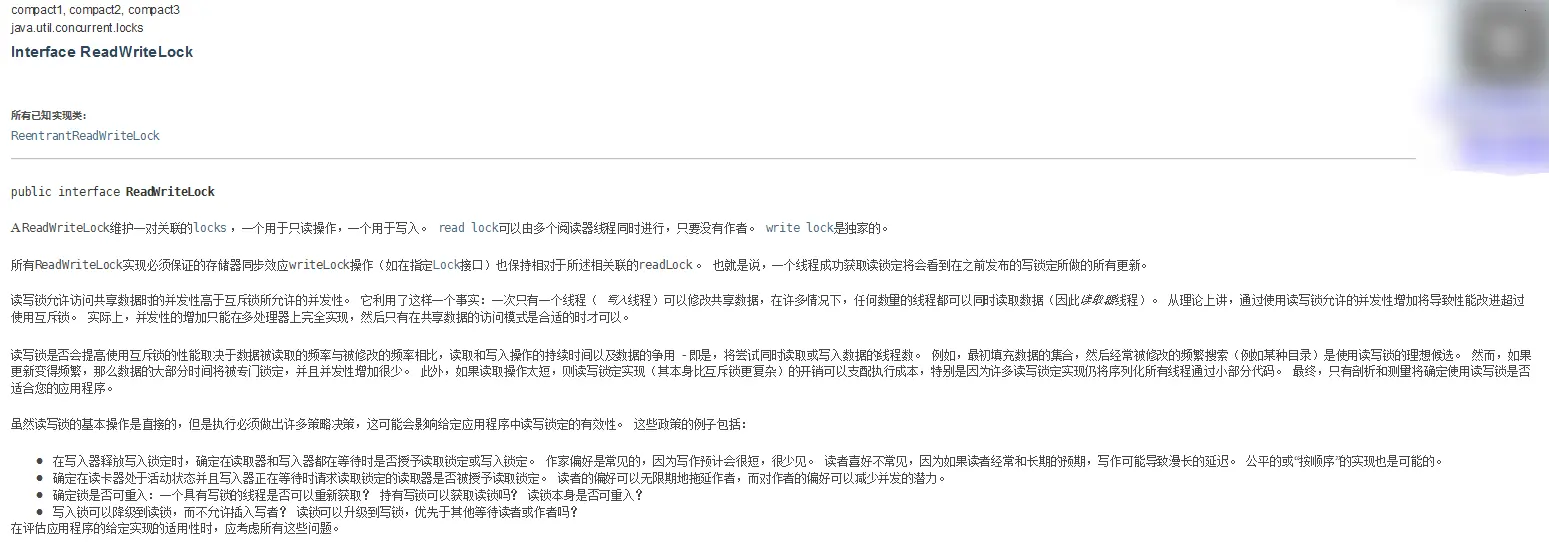 compact1, compact2, compact3
java.util.concurrent.locks
Interface ReadWriteLock
所有已知实现类:
ReentrantReadWriteLock
public interface ReadWriteLock
A ReadWriteLock维护一对关联的locks ，一个用于只读操作，一个用于写入。 read lock可以由多个阅读器线程同时进行，只要没有作者。 write lock是独家的。
所有ReadWriteLock实现必须保证的存储器同步效应writeLock操作（如在指定Lock接口）也保持相对于所述相关联的readLock 。 也就是说，一个线程成功获取读锁定将会看到在之前发布的写锁定所做的所有更新。
读写锁允许访问共享数据时的并发性高于互斥锁所允许的并发性。 它利用了这样一个事实：一次只有一个线程（ 写入线程）可以修改共享数据，在许多情况下，任何数量的线程都可以同时读取数据（因此读取器线程）。 从理论上讲，通过使用读写锁允许的并发性增加将导致性能改进超过
使用互斥锁。 实际上，并发性的增加只能在多处理器上完全实现，然后只有在共享数据的访问模式是合适的时才可以。
读写锁是否会提高使用互斥锁的性能取决于数据被读取的频率与被修改的频率相比，读取和写入操作的持续时间以及数据的争用 - 即是，将尝试同时读取或写入数据的线程数。 例如，最初填充数据的集合，然后经常被修改的频繁搜索（例如某种目录）是使用读写锁的理想候选。 然而，如果
更新变得频繁，那么数据的大部分时间将被专门锁定，并且并发性增加很少。 此外，如果读取操作太短，则读写锁定实现（其本身比互斥锁更复杂）的开销可以支配执行成本，特别是因为许多读写锁定实现仍将序列化所有线程通过小部分代码。 最终，只有剖析和测量将确定使用读写锁是否
适合您的应用程序。
虽然读写锁的基本操作是直接的，但是执行必须做出许多策略决策，这可能会影响给定应用程序中读写锁定的有效性。 这些政策的例子包括：
● 在写入器释放写入锁定时，确定在读取器和写入器都在等待时是否授予读取锁定或写入锁定。 作家偏好是常见的，因为写作预计会很短，很少见。 读者喜好不常见，因为如果读者经常和长期的预期，写作可能导致漫长的延迟。 公平的或“按顺序”的实现也是可能的。
● 确定在读卡器处于活动状态并且写入器正在等待时请求读取锁定的读取器是否被授予读取锁定。 读者的偏好可以无限期地拖延作者，而对作者的偏好可以减少并发的潜力。
● 确定锁是否可重入：一个具有写锁的线程是否可以重新获取？ 持有写锁可以获取读锁吗？ 读锁本身是否可重入？
● 写入锁可以降级到读锁，而不允许插入写者？ 读锁可以升级到写锁，优先于其他等待读者或作者吗？
在评估应用程序的给定实现的适用性时，应考虑所有这些问题。